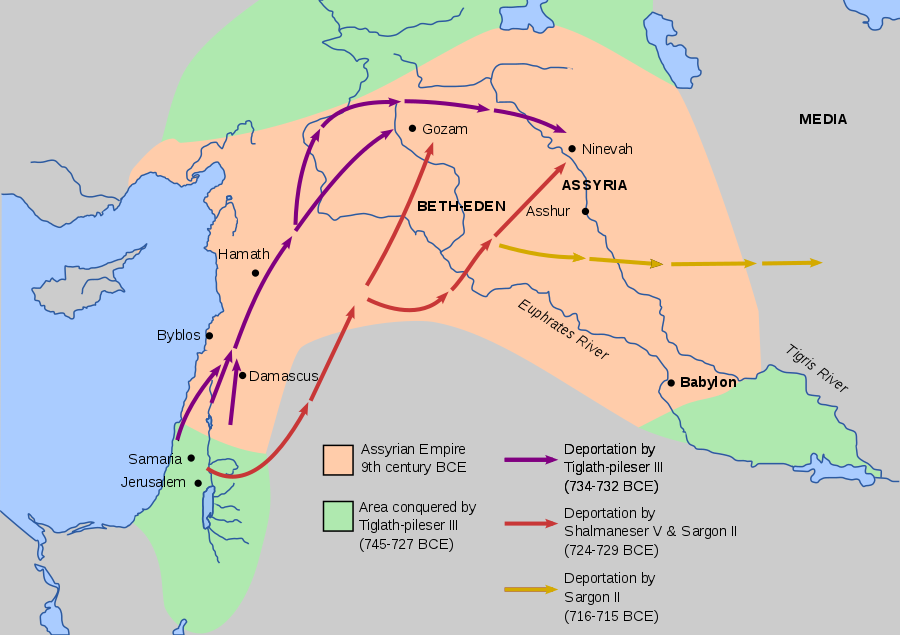 MEDIA
Gozam
Ninevah
ASSYRIA
BETH-EDEN
Asshur
Hamath
Euphrates River
Byblos
Tigris River
Damascus
Babylon
Samaria
Jerusalem
Assyrian Empire
9th century BCE
Area conquered by
Tiglath-pileser III
(745-727 BCE)
Deportation by
Tiglath-pileser III
(734-732 BCE)
Deportation by
Shalmaneser V & Sargon II
(724-729 BCE)
Deportation by
Sargon II
(716-715 BCE)